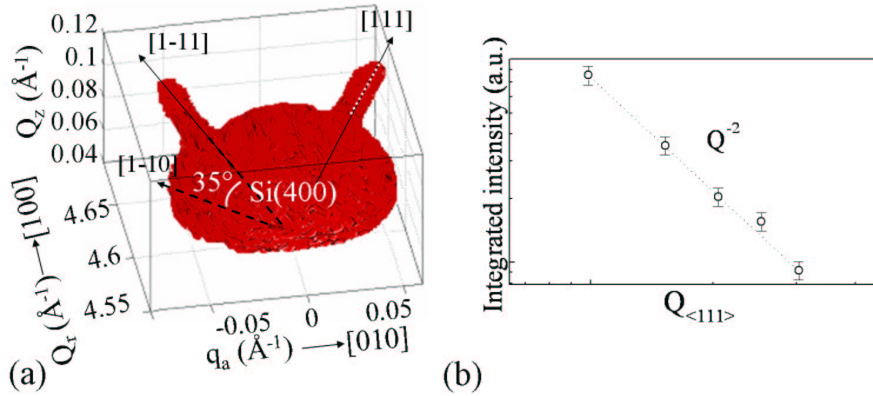 0.12
0.1
0.08
0.06
0.04
Q_z (Å^-1)
[1-11]
[111]
[1-10]
35°
Si(400)
4.65
4.6
4.55
Q_r (Å^-1) → [100]
-0.05
0
0.05
q_a (Å^-1) → [010]
(a)
Integrated intensity (a.u.)
Q^-2
Q_<111>
(b)